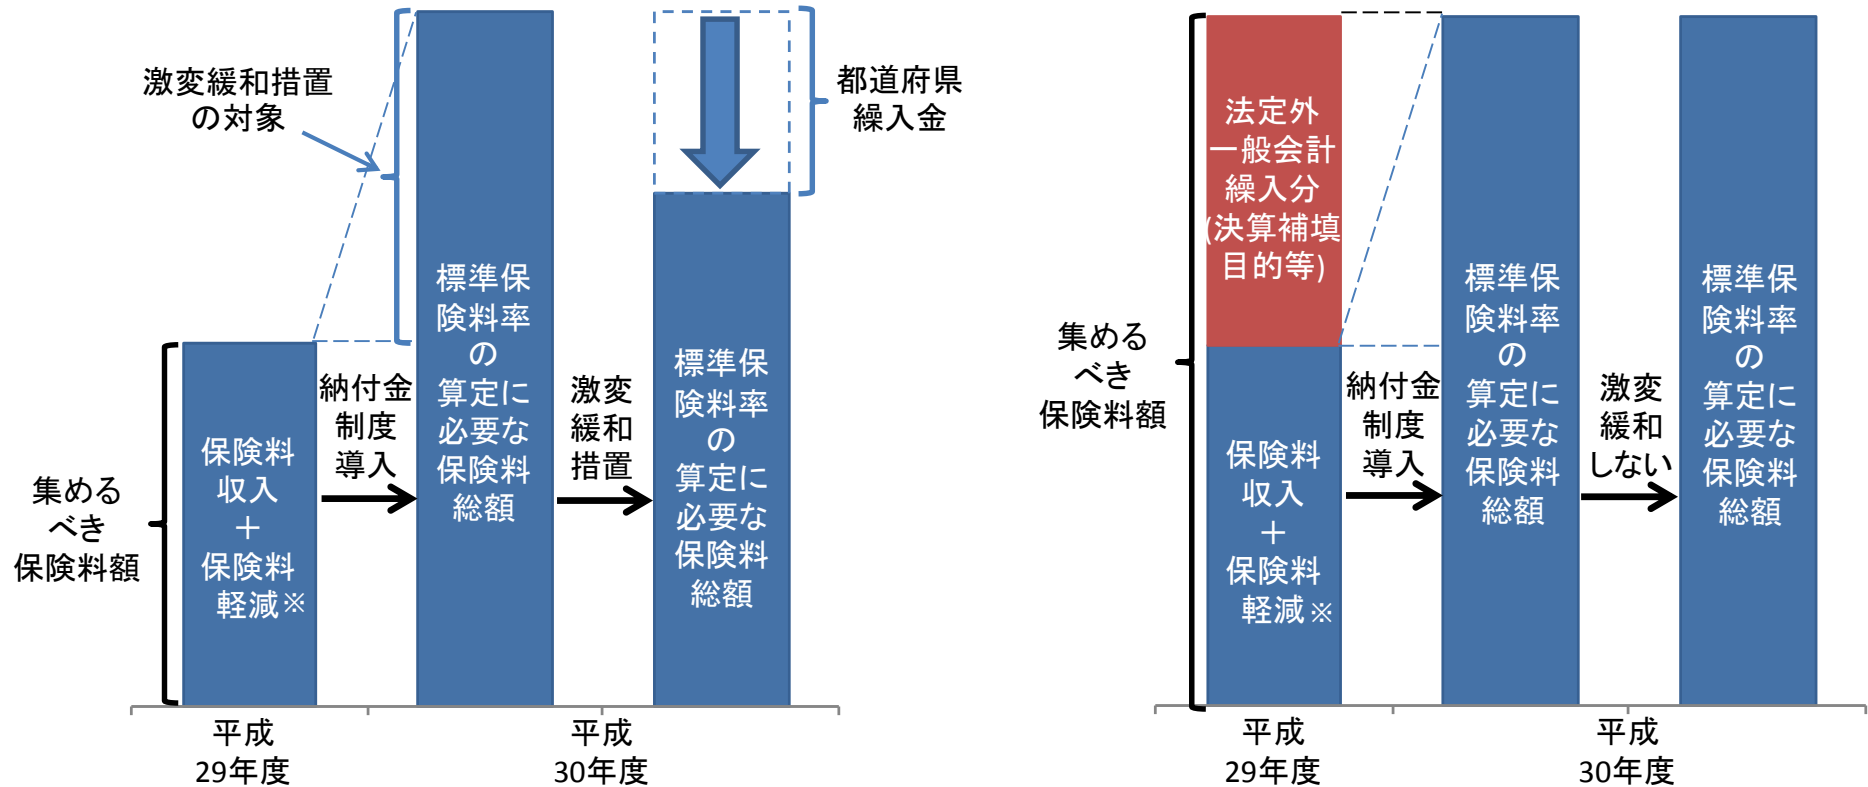 激変緩和措置
の対象
都道府県
繰入金
標準保
険料率
の
算定に
必要な
保険料
総額
標準保
険料率
の
算定に
必要な
保険料
総額
納付金
制度
導入
激変
緩和
措置
保険料
収入
＋
保険料
軽減※
集める
べき
保険料額
平成
29年度
平成
30年度
法定外
一般会計
繰入分
(決算補填
目的等)
集める
べき
保険料額
保険料
収入
＋
保険料
軽減※
納付金
制度
導入
標準保
険料率
の
算定に
必要な
保険料
総額
激変
緩和
しない
標準保
険料率
の
算定に
必要な
保険料
総額
平成
29年度
平成
30年度